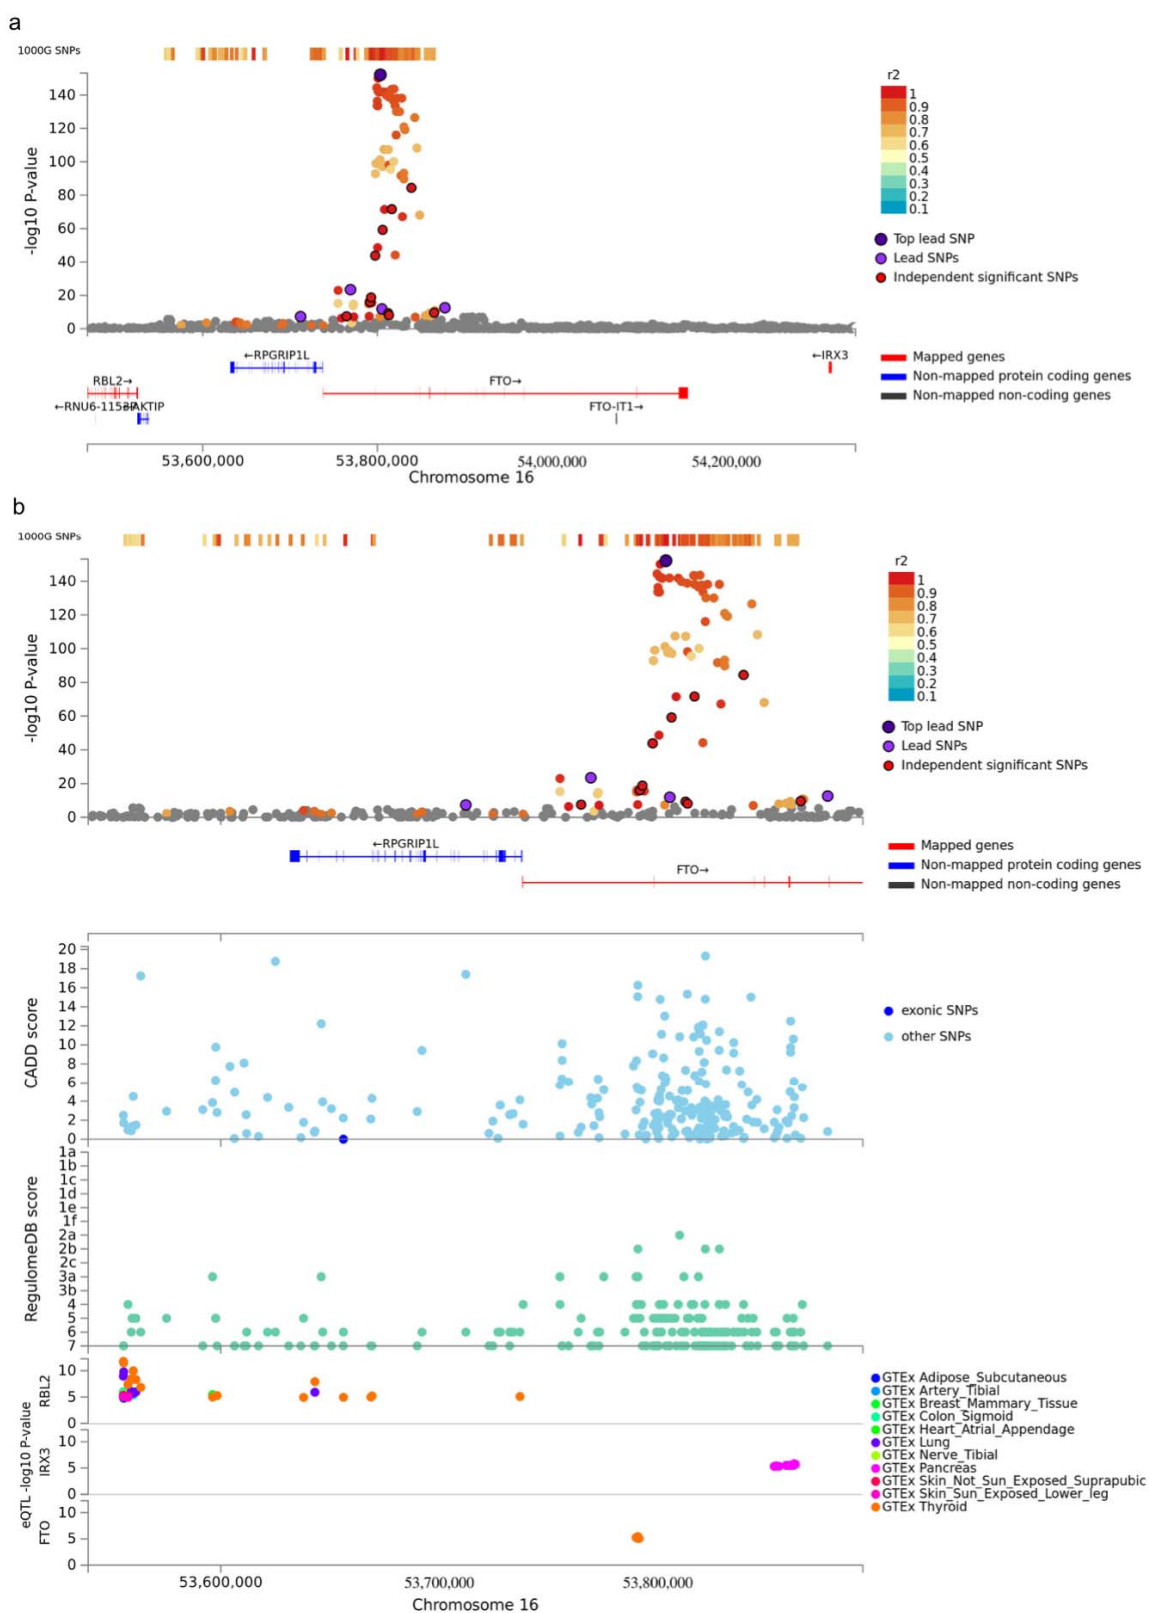 a
1000G SNPs
-log10 P-value
140
120
100
80
60
40
20
0
r2
1
0.9
0.8
0.7
0.6
0.5
0.4
0.3
0.2
0.1
Top lead SNP
Lead SNPs
Independent significant SNPs
←RPGRIP1L
←IRX3
RBL2→
FTO→
←RNU6-1153P
AKTIP
FTO-IT1→
Mapped genes
Non-mapped protein coding genes
Non-mapped non-coding genes
53,600,000
53,800,000
54,000,000
54,200,000
Chromosome 16
b
1000G SNPs
-log10 P-value
140
120
100
80
60
40
20
0
r2
1
0.9
0.8
0.7
0.6
0.5
0.4
0.3
0.2
0.1
Top lead SNP
Lead SNPs
Independent significant SNPs
←RPGRIP1L
FTO→
Mapped genes
Non-mapped protein coding genes
Non-mapped non-coding genes
CADD score
20
18
16
14
12
10
8
6
4
2
0
exonic SNPs
other SNPs
RegulomeDB score
1a
1b
1c
1d
1e
1f
2a
2b
2c
3a
3b
4
5
6
7
eQTL -log10 P-value
RBL2
10
5
0
IRX3
10
5
0
FTO
10
5
0
GTEx Adipose_Subcutaneous
GTEx Artery_Tibial
GTEx Breast_Mammary_Tissue
GTEx Colon_Sigmoid
GTEx Heart_Atrial_Appendage
GTEx Lung
GTEx Nerve_Tibial
GTEx Pancreas
GTEx Skin_Not_Sun_Exposed_Suprapubic
GTEx Skin_Sun_Exposed_Lower_leg
GTEx Thyroid
53,600,000
53,700,000
53,800,000
Chromosome 16